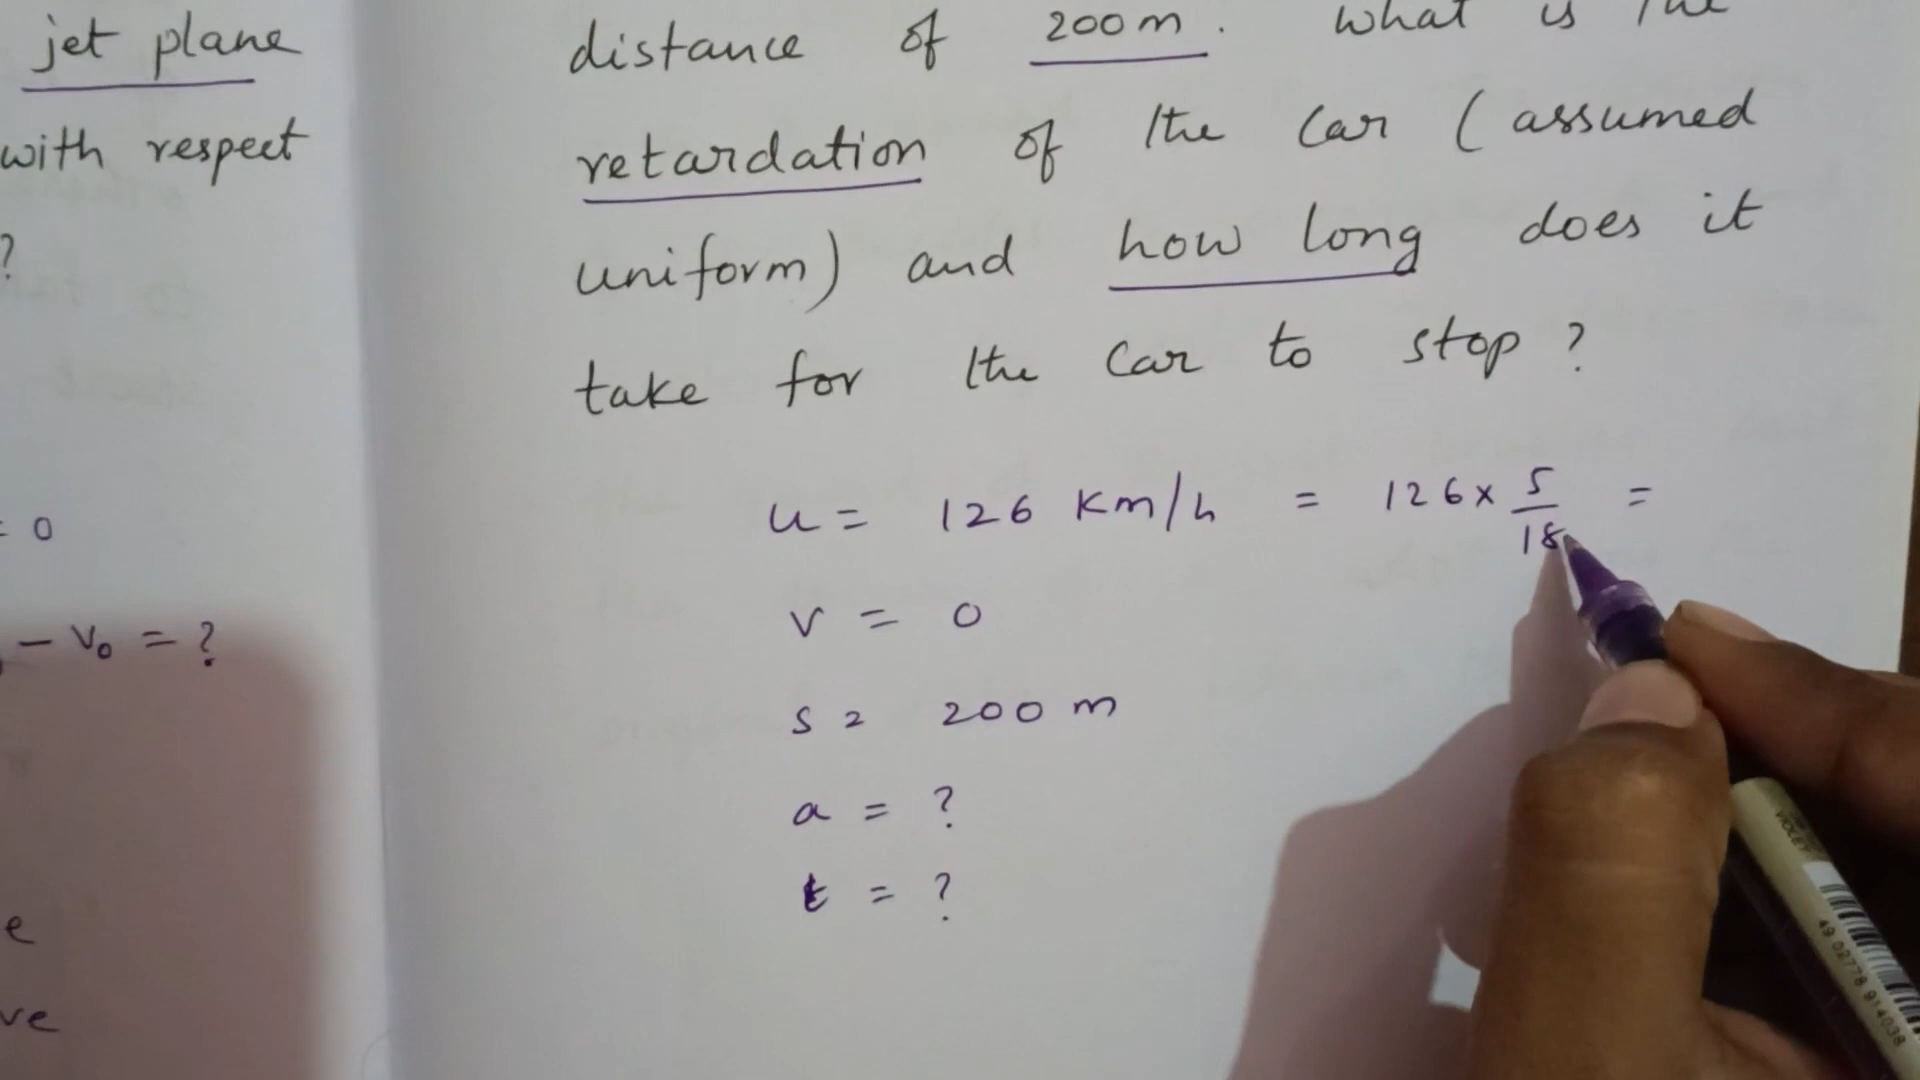 jet plane
with respect
?
= 0
- V₀ = ?
e
ve
distance of 200m. What is the
retardation of the car (assumed
uniform) and how long does it
take for the car to stop?
u = 126 km/h = 126 × 5/18 =
v = 0
s = 200 m
a = ?
t = ?
VIOLET